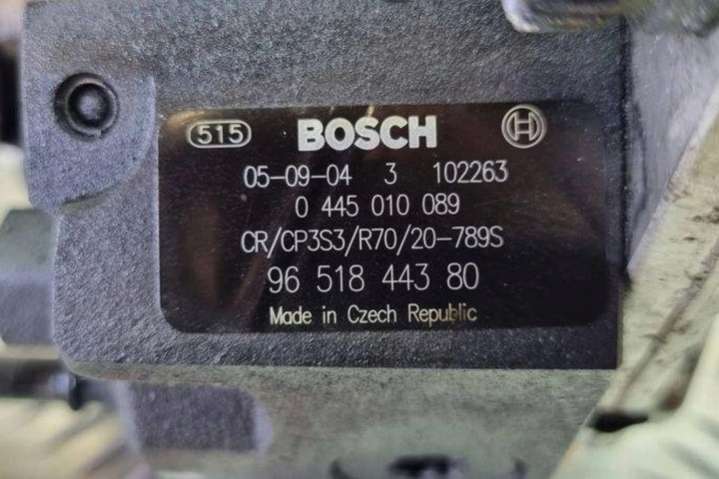 515 BOSCH
05-09-04 3 102263
0 445 010 089
CR/CP3S3/R70/20-789S
96 518 443 80
Made in Czech Republic